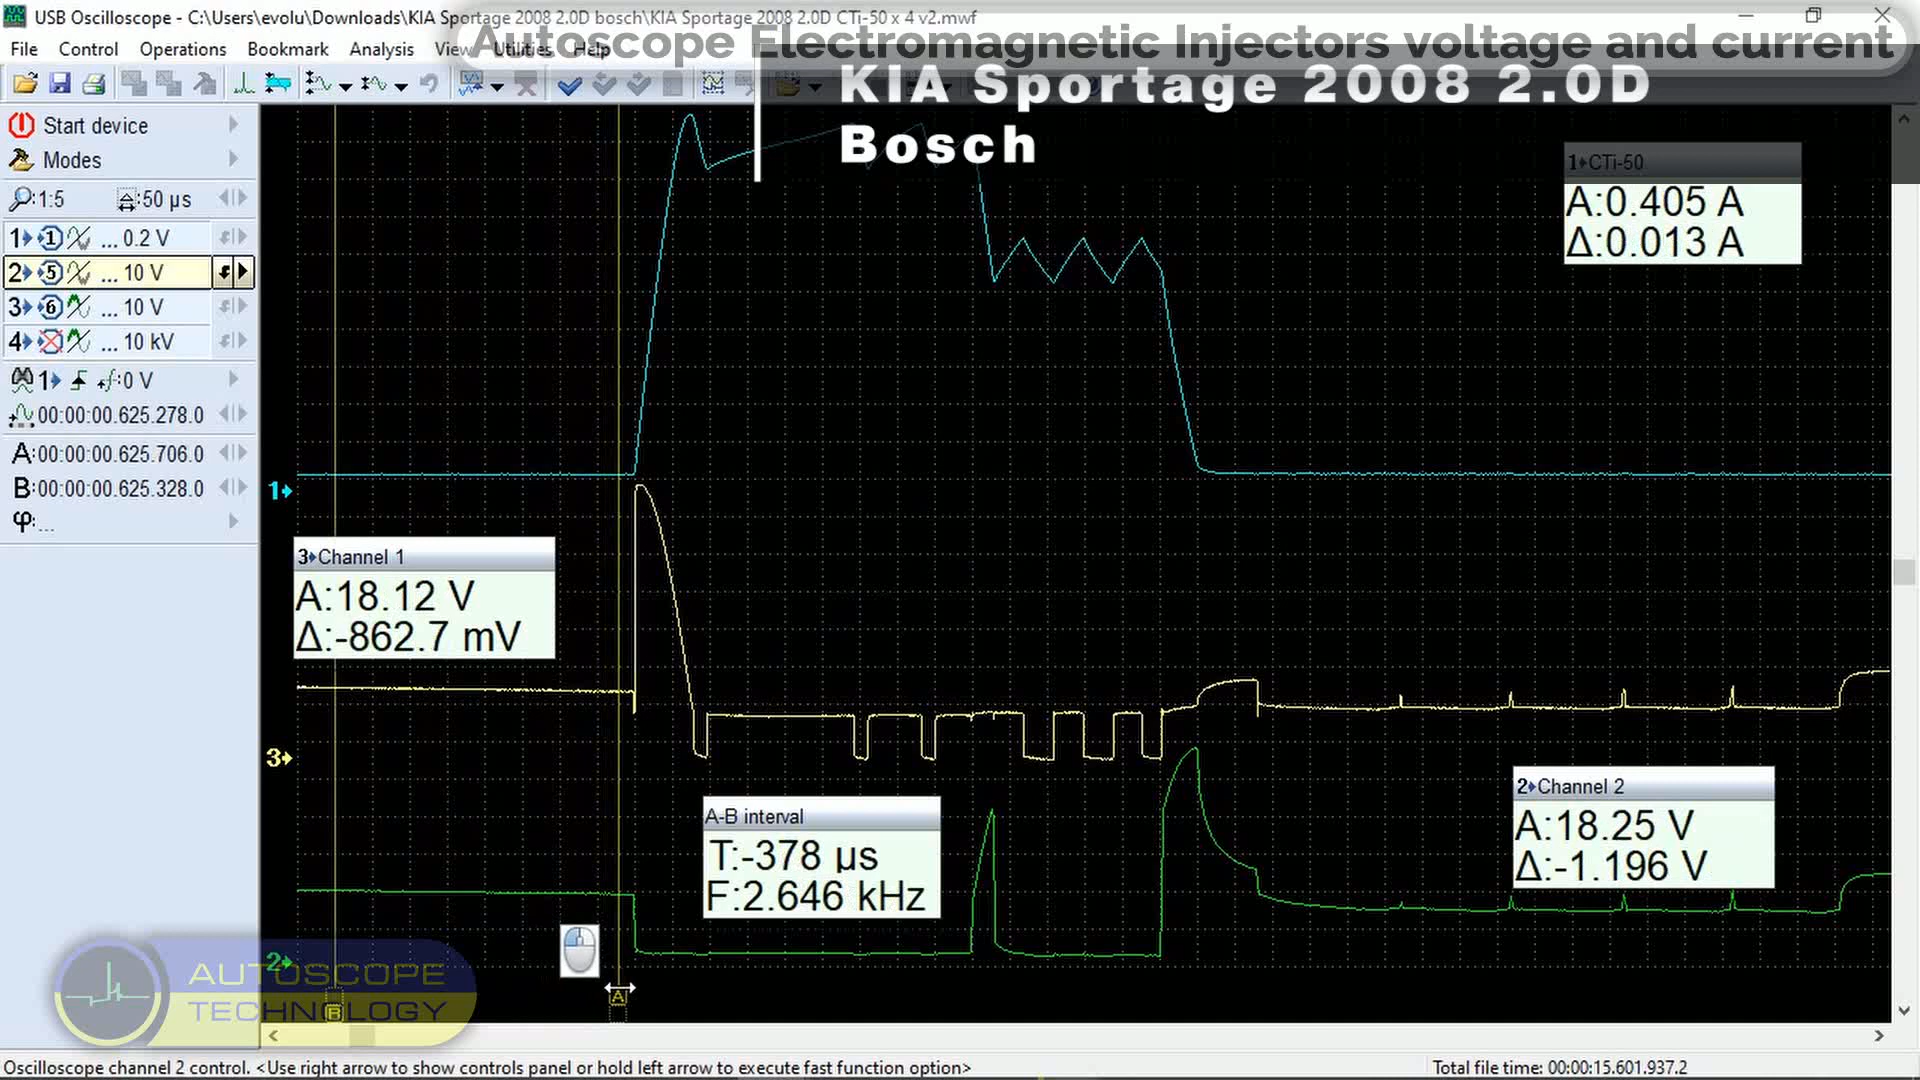 USB Oscilloscope - C:\Users\evolu\Downloads\KIA Sportage 2008 2.0D bosch\KIA Sportage 2008 2.0D CTi-50 x 4 v2.mwf
Autoscope Electromagnetic Injectors voltage and current
File Control Operations Bookmark Analysis View Utilities Help
KIA Sportage 2008 2.0D
Bosch
Start device
Modes
:1:5 :50 µs
1 1 ... 0.2 V
2 5 ... 10 V
3 6 ... 10 V
4 ... 10 kV
1 f:0 V
:00:00:00.625.278.0
A:00:00:00.625.706.0
B:00:00:00.625.328.0
φ: ...
1 CTi-50
A:0.405 A
Δ:0.013 A
1
3 Channel 1
A:18.12 V
Δ:-862.7 mV
3
A-B interval
T:-378 µs
F:2.646 kHz
2 Channel 2
A:18.25 V
Δ:-1.196 V
2
AUTOSCOPE
TECHNOLOGY
B
A
Oscilloscope channel 2 control. <Use right arrow to show controls panel or hold left arrow to execute fast function option>
Total file time: 00:00:15.601.937.2